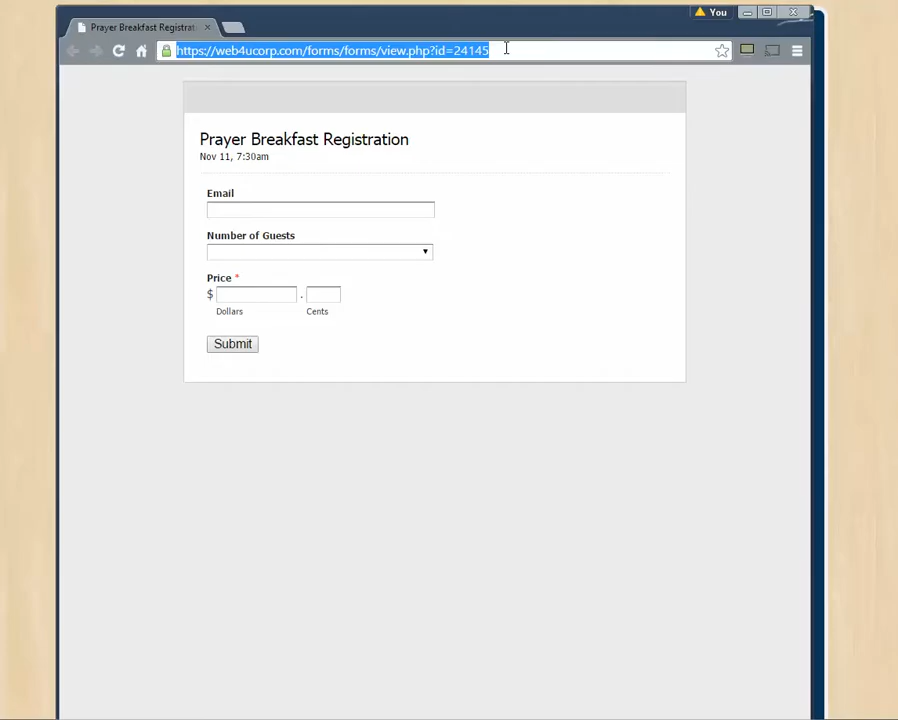 Prayer Breakfast Registrat
You
https://web4ucorp.com/forms/forms/view.php?id=24145
Prayer Breakfast Registration
Nov 11, 7:30am
Email
Number of Guests
Price *
$ .
Dollars Cents
Submit